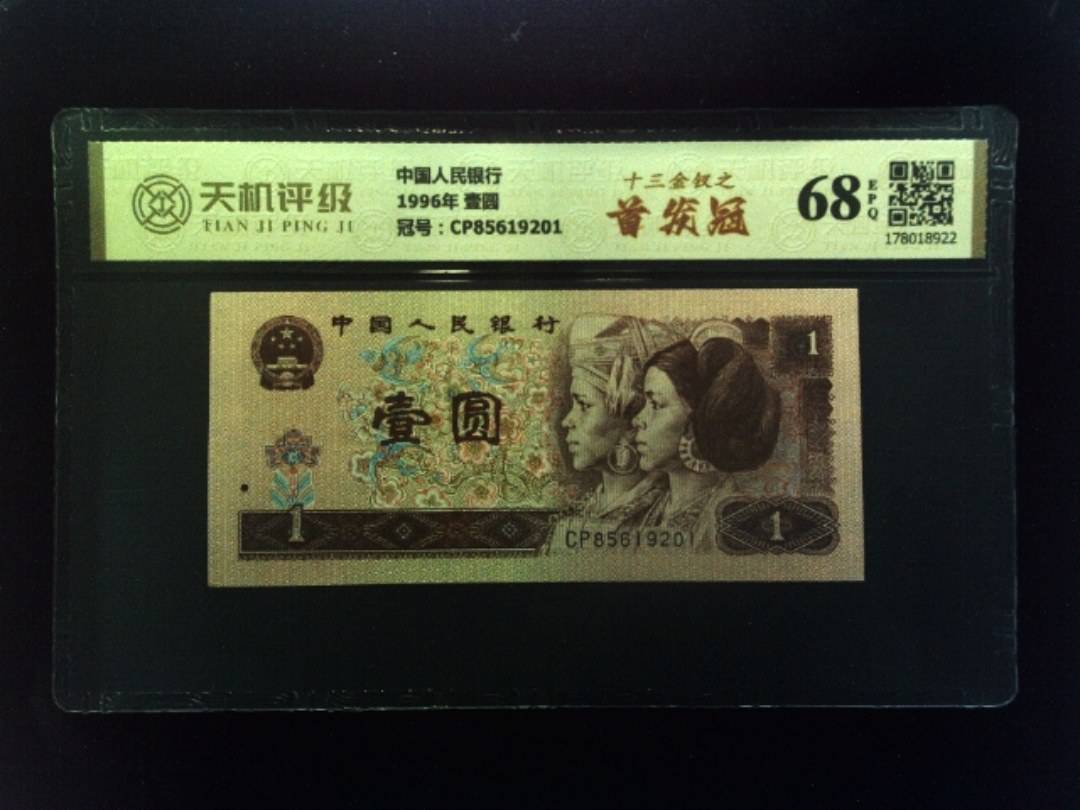 天机评级
TIAN JI PING JI
中国人民银行
1996年 壹圆
冠号：CP85619201
十三金钗之
首发冠
68
EPQ
178018922
中国人民银行
1
壹圆
1
CP85619201
1